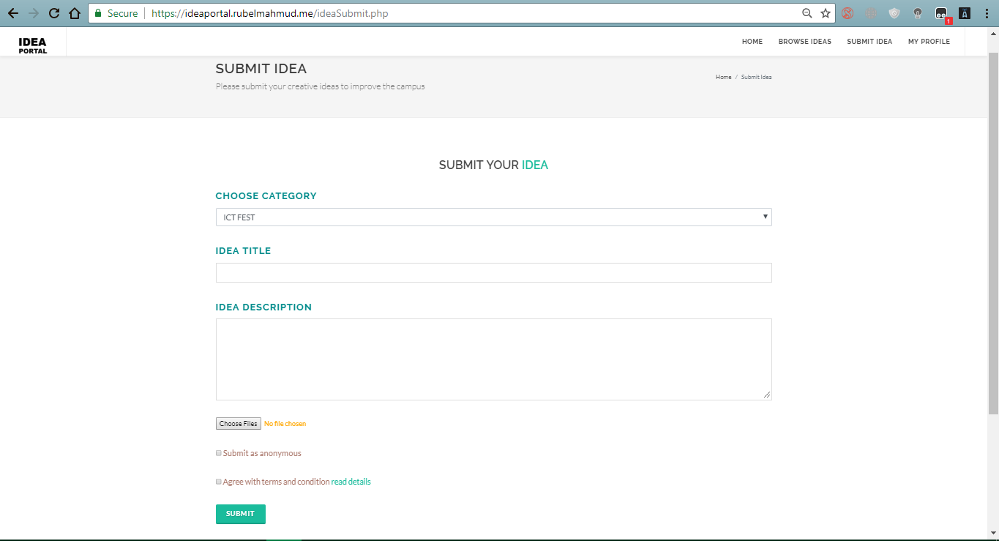 Secure https://ideaportal.rubelmahmud.me/ideaSubmit.php
1
IDEA
PORTAL
HOME BROWSE IDEAS SUBMIT IDEA MY PROFILE
SUBMIT IDEA
Home / Submit Idea
Please submit your creative ideas to improve the campus
SUBMIT YOUR IDEA
CHOOSE CATEGORY
ICT FEST
IDEA TITLE
IDEA DESCRIPTION
Choose Files No file chosen
Submit as anonymous
Agree with terms and condition read details
SUBMIT